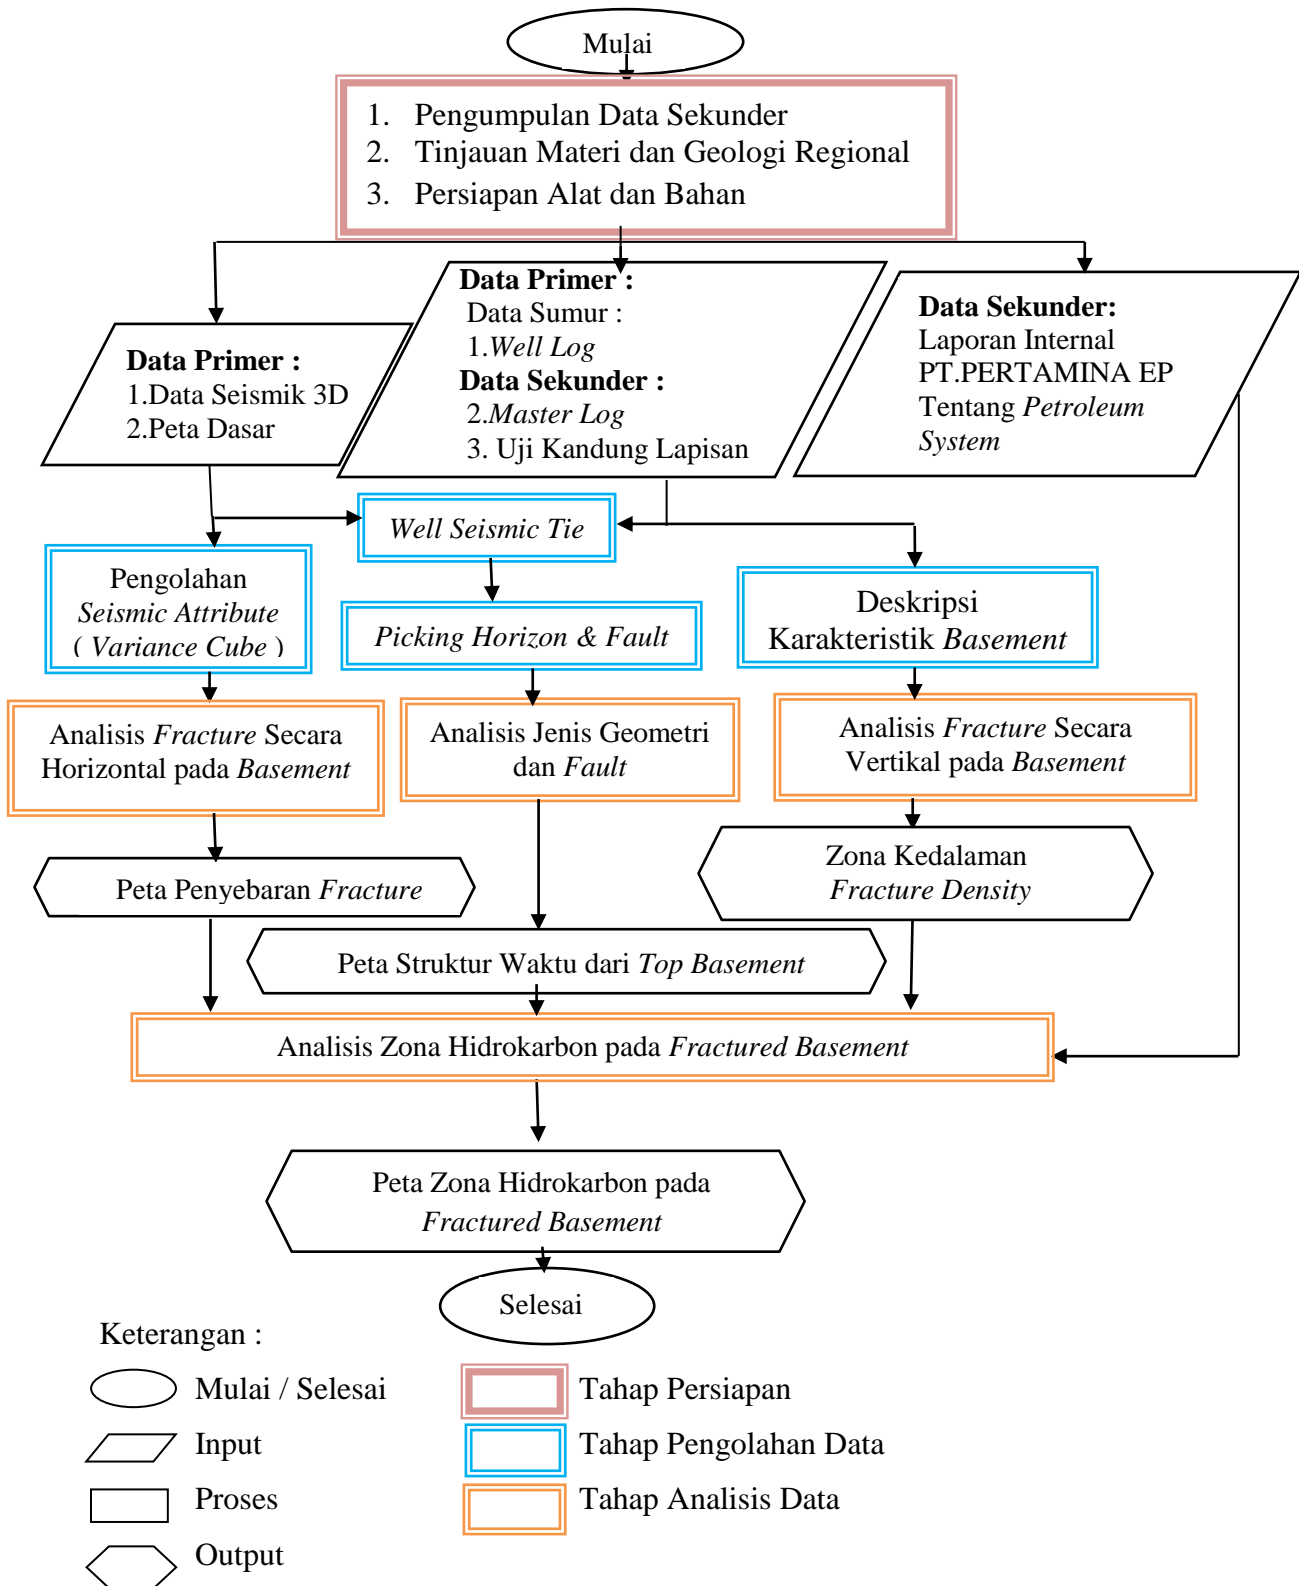 Mulai
1. Pengumpulan Data Sekunder
2. Tinjauan Materi dan Geologi Regional
3. Persiapan Alat dan Bahan
Data Primer :
1.Data Seismik 3D
2.Peta Dasar
Data Primer :
Data Sumur :
1.Well Log
Data Sekunder :
2.Master Log
3. Uji Kandung Lapisan
Data Sekunder:
Laporan Internal
PT.PERTAMINA EP
Tentang Petroleum
System
Well Seismic Tie
Pengolahan
Seismic Attribute
( Variance Cube )
Picking Horizon & Fault
Deskripsi
Karakteristik Basement
Analisis Fracture Secara
Horizontal pada Basement
Analisis Jenis Geometri
dan Fault
Analisis Fracture Secara
Vertikal pada Basement
Peta Penyebaran Fracture
Zona Kedalaman
Fracture Density
Peta Struktur Waktu dari Top Basement
Analisis Zona Hidrokarbon pada Fractured Basement
Peta Zona Hidrokarbon pada
Fractured Basement
Selesai
Keterangan :
Mulai / Selesai
Input
Proses
Output
Tahap Persiapan
Tahap Pengolahan Data
Tahap Analisis Data